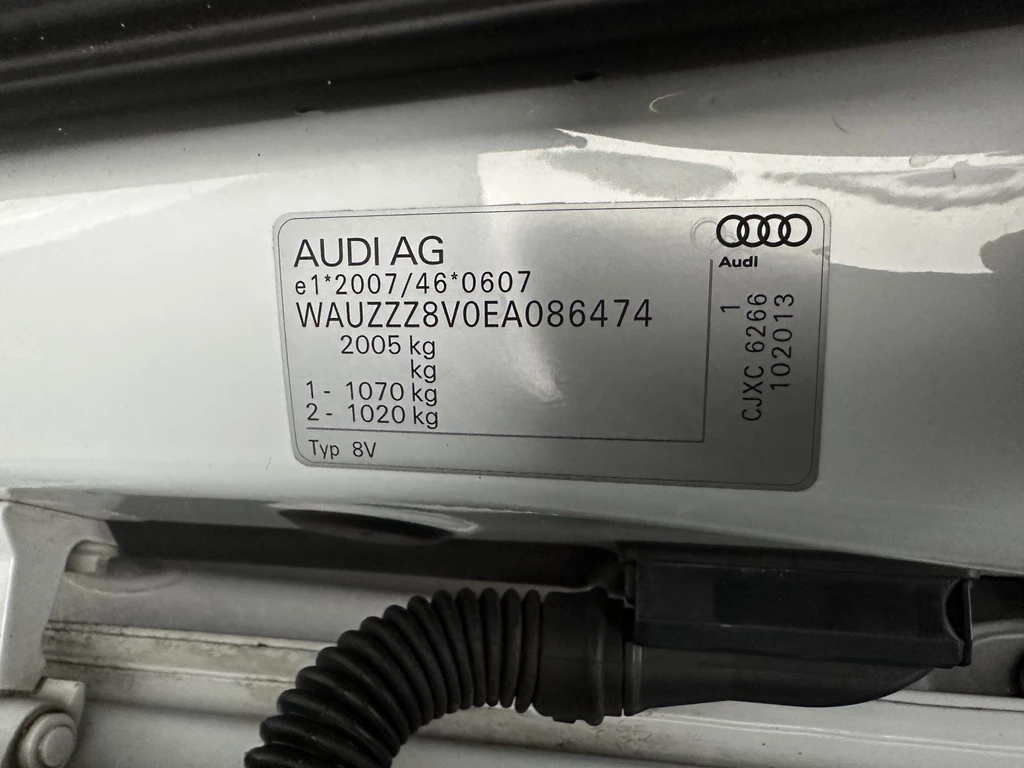 AUDI AG
e1*2007/46*0607
WAUZZZ8V0EA086474
2005 kg
kg
1 - 1070 kg
2 - 1020 kg
Typ 8V
Audi
1
CJXC 6266
102013